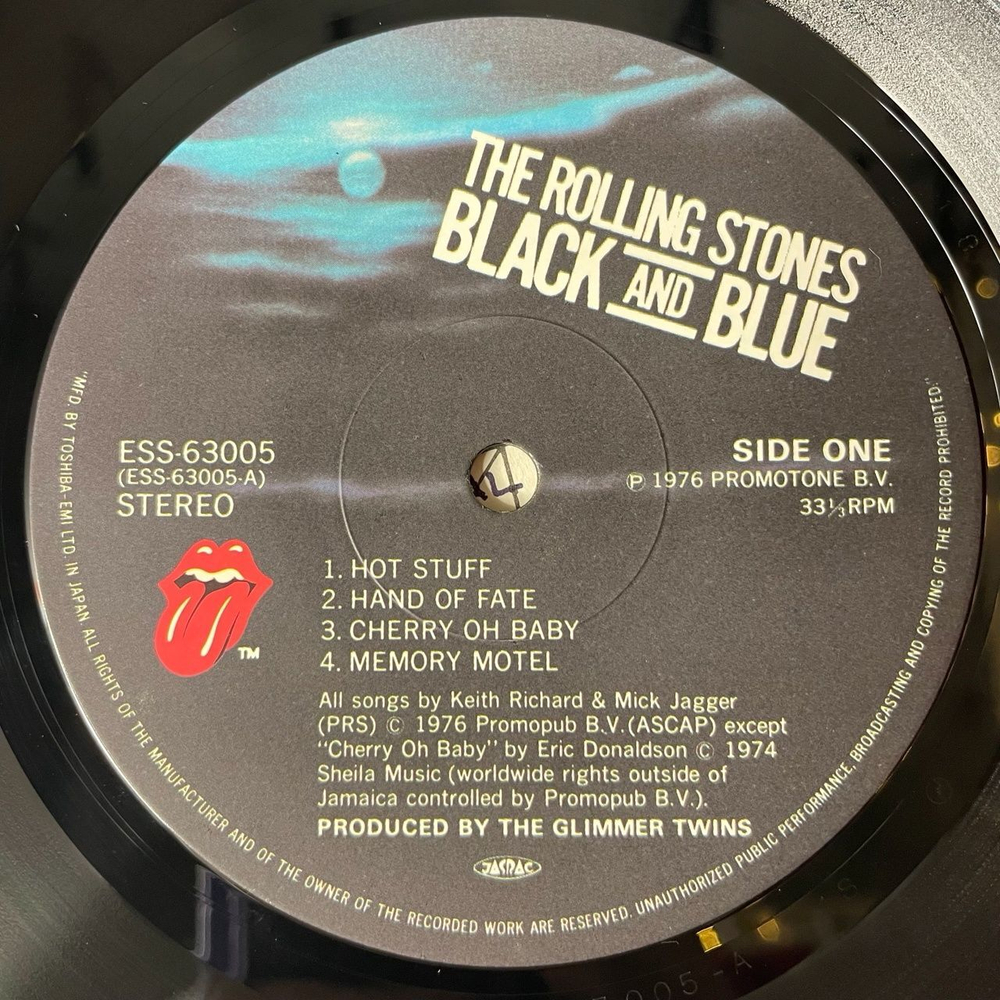 THE ROLLING STONES
BLACK AND BLUE
ESS-63005
(ESS-63005-A)
STEREO
SIDE ONE
Ⓟ 1976 PROMOTONE B.V.
33⅓RPM
TM
1. HOT STUFF
2. HAND OF FATE
3. CHERRY OH BABY
4. MEMORY MOTEL
All songs by Keith Richard & Mick Jagger
(PRS) © 1976 Promopub B.V.(ASCAP) except
"Cherry Oh Baby" by Eric Donaldson © 1974
Sheila Music (worldwide rights outside of
Jamaica controlled by Promopub B.V.).
PRODUCED BY THE GLIMMER TWINS
JASRAC
"MFD. BY TOSHIBA-EMI LTD. IN JAPAN ALL RIGHTS OF THE MANUFACTURER AND OF THE OWNER OF THE RECORDED WORK ARE RESERVED. UNAUTHORIZED PUBLIC PERFORMANCE, BROADCASTING AND COPYING OF THE RECORD PROHIBITED."
005-A